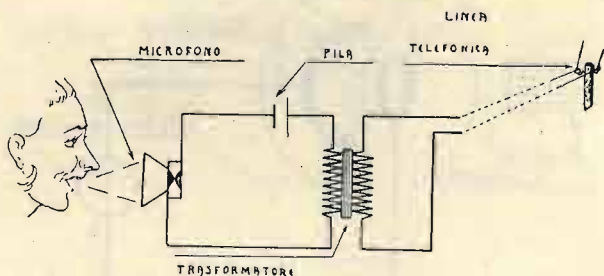 LINEA
MICROFONO
PILA
TELEFONICA
TRASFORMATORE